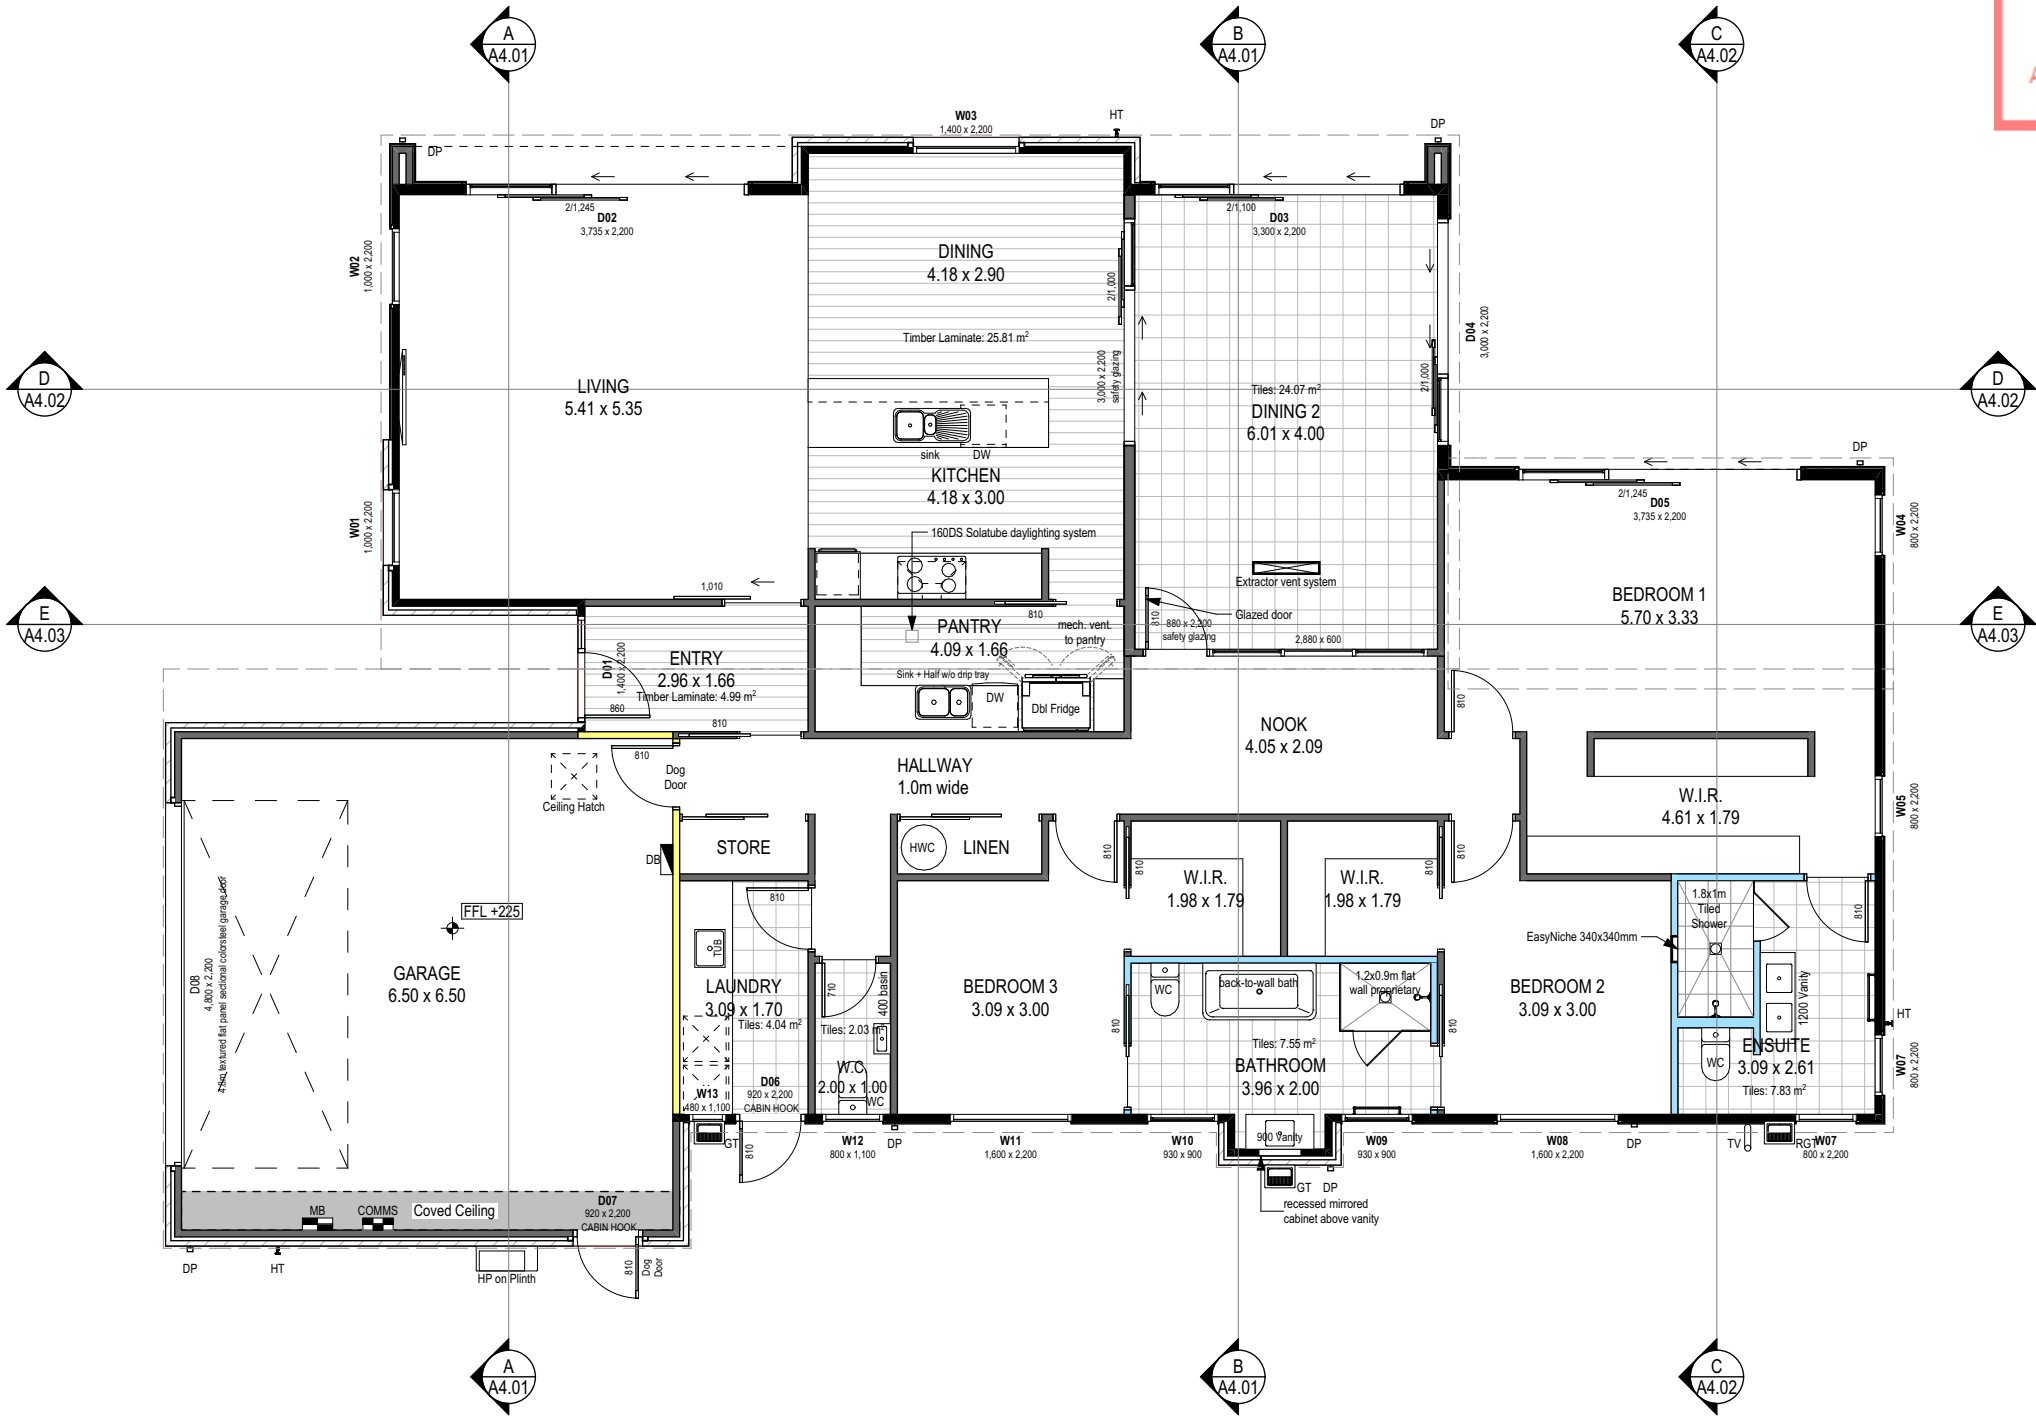 A
A4.01
B
A4.01
C
A4.02
A
W03
1,400 x 2,200
HT
DP
DP
2/1,245
D02
3,735 x 2,200
2/1,100
D03
3,300 x 2,200
W02
1,000 x 2,200
DINING
4.18 x 2.90
2/1,000
Timber Laminate: 25.81 m²
D04
3,000 x 2,200
3,000 x 2,200
safety glazing
D
A4.02
LIVING
5.41 x 5.35
Tiles: 24.07 m²
2/1,000
DINING 2
6.01 x 4.00
D
A4.02
sink
DW
KITCHEN
4.18 x 3.00
DP
2/1,245
D05
3,735 x 2,200
W01
1,000 x 2,200
W04
800 x 2,200
160DS Solatube daylighting system
1,010
Extractor vent system
BEDROOM 1
5.70 x 3.33
E
A4.03
810
Glazed door
810
880 x 2,200
safety glazing
2,880 x 600
E
A4.03
PANTRY
4.09 x 1.66
mech. vent.
to pantry
D01
1,400 x 2,200
ENTRY
2.96 x 1.66
Timber Laminate: 4.99 m²
860
810
Sink + Half w/o drip tray
DW
Dbl Fridge
810
NOOK
4.05 x 2.09
810
Dog
Door
HALLWAY
1.0m wide
Ceiling Hatch
W.I.R.
4.61 x 1.79
W05
800 x 2,200
STORE
HWC
LINEN
DB
810
810
810
810
W.I.R.
1.98 x 1.79
W.I.R.
1.98 x 1.79
810
1.8x1m
Tiled
Shower
810
FFL +225
TUB
EasyNiche 340x340mm
D08
4,800 x 2,200
4.8m textured flat panel sectional colorsteel garage door
GARAGE
6.50 x 6.50
LAUNDRY
3.09 x 1.70
Tiles: 4.04 m²
710
400 basin
Tiles: 2.03 m²
BEDROOM 3
3.09 x 3.00
810
WC
back-to-wall bath
1.2x0.9m flat
wall proprietary
810
BEDROOM 2
3.09 x 3.00
1200 Vanity
HT
Tiles: 7.55 m²
BATHROOM
3.96 x 2.00
WC
ENSUITE
3.09 x 2.61
Tiles: 7.83 m²
W07
800 x 2,200
W.C.
2.00 x 1.00
WC
W13
480 x 1,100
D06
920 x 2,200
CABIN HOOK
GT
810
W12
800 x 1,100
DP
W11
1,600 x 2,200
W10
930 x 900
900 Vanity
W09
930 x 900
W08
1,600 x 2,200
DP
TV
RGT
W07
800 x 2,200
GT
DP
recessed mirrored
cabinet above vanity
MB
COMMS
Coved Ceiling
D07
920 x 2,200
CABIN HOOK
DP
HT
HP on Plinth
810
Dog
Door
A
A4.01
B
A4.01
C
A4.02